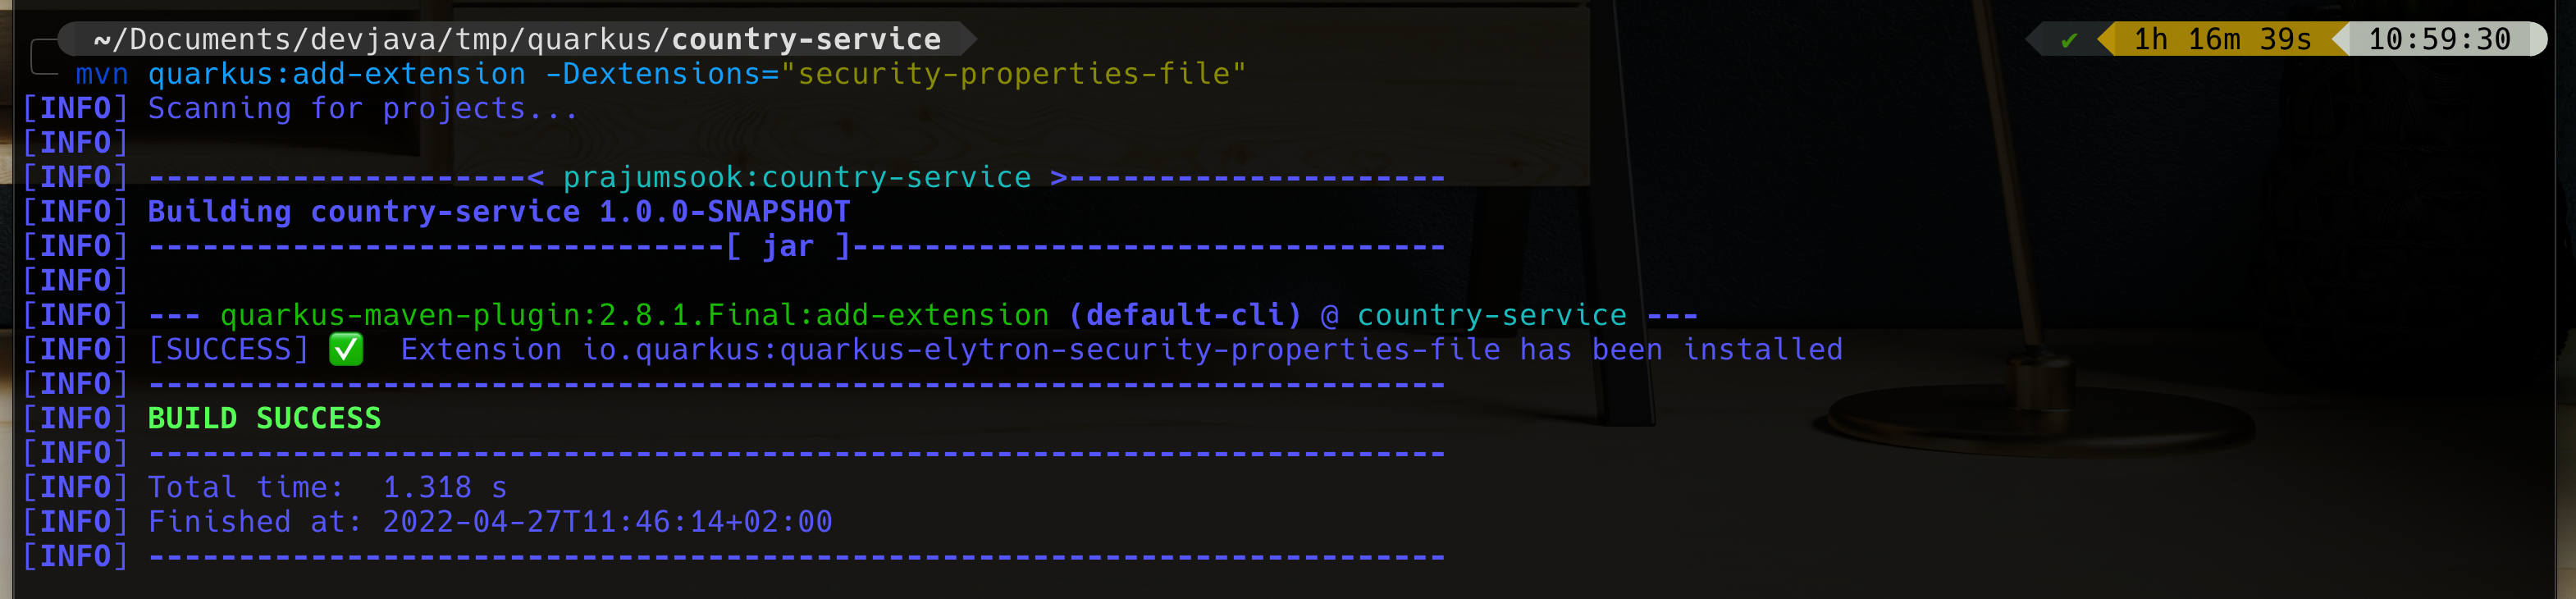 ~/Documents/devjava/tmp/quarkus/country-service ✔ 1h 16m 39s 10:59:30
mvn quarkus:add-extension -Dextensions="security-properties-file"
[INFO] Scanning for projects...
[INFO]
[INFO] ---------------------< prajumsook:country-service >---------------------
[INFO] Building country-service 1.0.0-SNAPSHOT
[INFO] --------------------------------[ jar ]---------------------------------
[INFO]
[INFO] --- quarkus-maven-plugin:2.8.1.Final:add-extension (default-cli) @ country-service ---
[INFO] [SUCCESS] ✅ Extension io.quarkus:quarkus-elytron-security-properties-file has been installed
[INFO] ------------------------------------------------------------------------
[INFO] BUILD SUCCESS
[INFO] ------------------------------------------------------------------------
[INFO] Total time:  1.318 s
[INFO] Finished at: 2022-04-27T11:46:14+02:00
[INFO] ------------------------------------------------------------------------